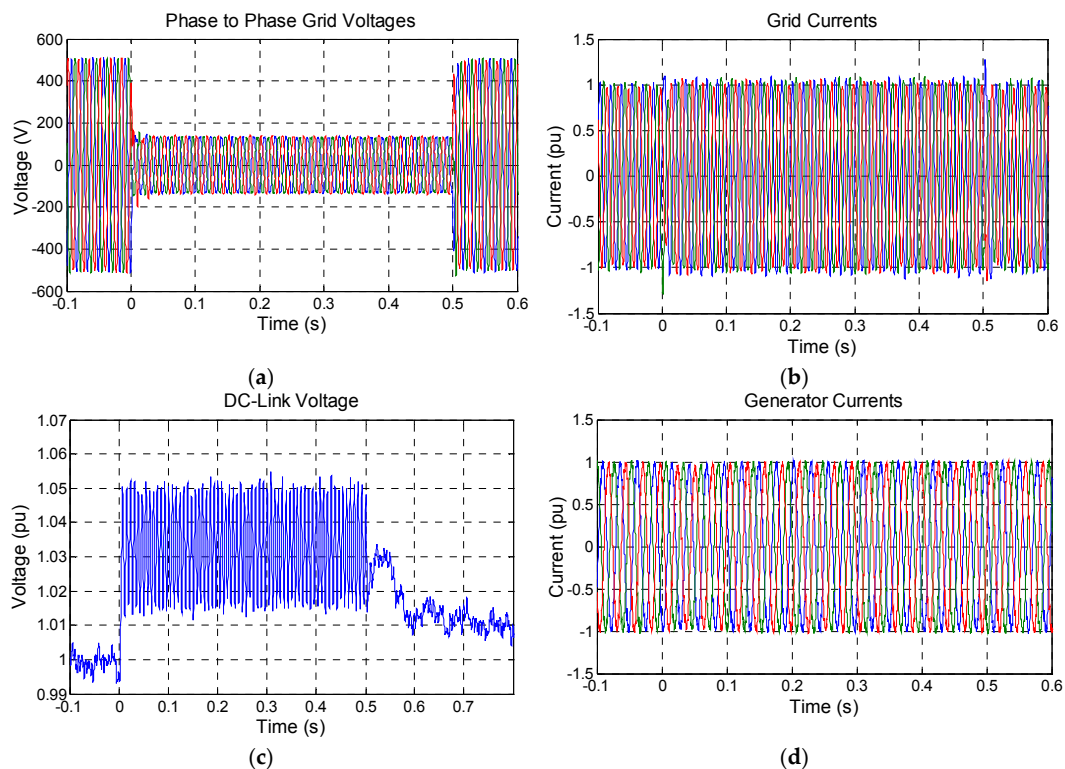 Phase to Phase Grid Voltages
600
400
200
0
-200
-400
-600
Voltage (V)
-0.1 0 0.1 0.2 0.3 0.4 0.5 0.6
Time (s)
(a)
Grid Currents
1.5
1
0.5
0
-0.5
-1
-1.5
Current (pu)
-0.1 0 0.1 0.2 0.3 0.4 0.5 0.6
Time (s)
(b)
DC-Link Voltage
1.07
1.06
1.05
1.04
1.03
1.02
1.01
1
0.99
Voltage (pu)
-0.1 0 0.1 0.2 0.3 0.4 0.5 0.6 0.7
Time (s)
(c)
Generator Currents
1.5
1
0.5
0
-0.5
-1
-1.5
Current (pu)
-0.1 0 0.1 0.2 0.3 0.4 0.5 0.6
Time (s)
(d)